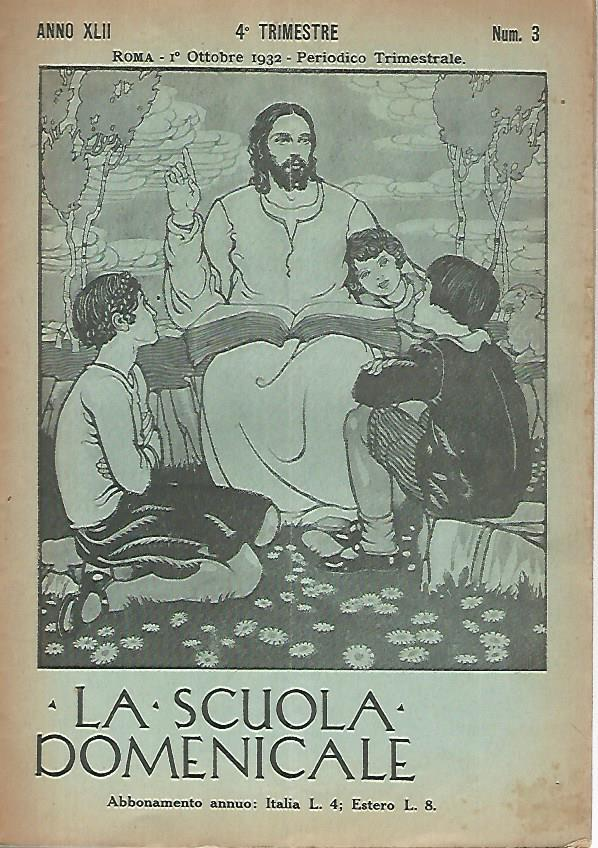 ANNO XLII 4° TRIMESTRE Num. 3
ROMA - 1° Ottobre 1932 - Periodico Trimestrale.
· LA · SCUOLA ·
DOMENICALE
Abbonamento annuo: Italia L. 4; Estero L. 8.